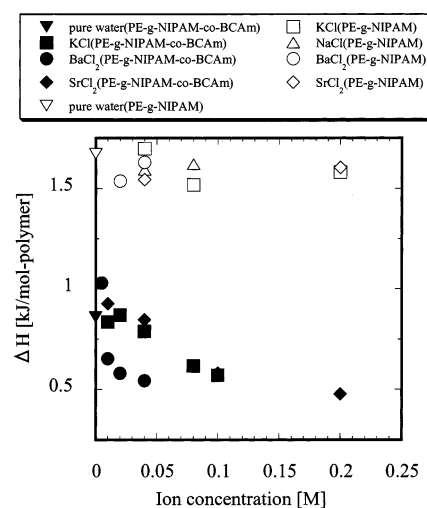 pure water(PE-g-NIPAM-co-BCAm)
KCl(PE-g-NIPAM-co-BCAm)
BaCl2(PE-g-NIPAM-co-BCAm)
SrCl2(PE-g-NIPAM-co-BCAm)
pure water(PE-g-NIPAM)
KCl(PE-g-NIPAM)
NaCl(PE-g-NIPAM)
BaCl2(PE-g-NIPAM)
SrCl2(PE-g-NIPAM)
ΔH [kJ/mol-polymer]
1.5
1
0.5
0 0.05 0.1 0.15 0.2 0.25
Ion concentration [M]